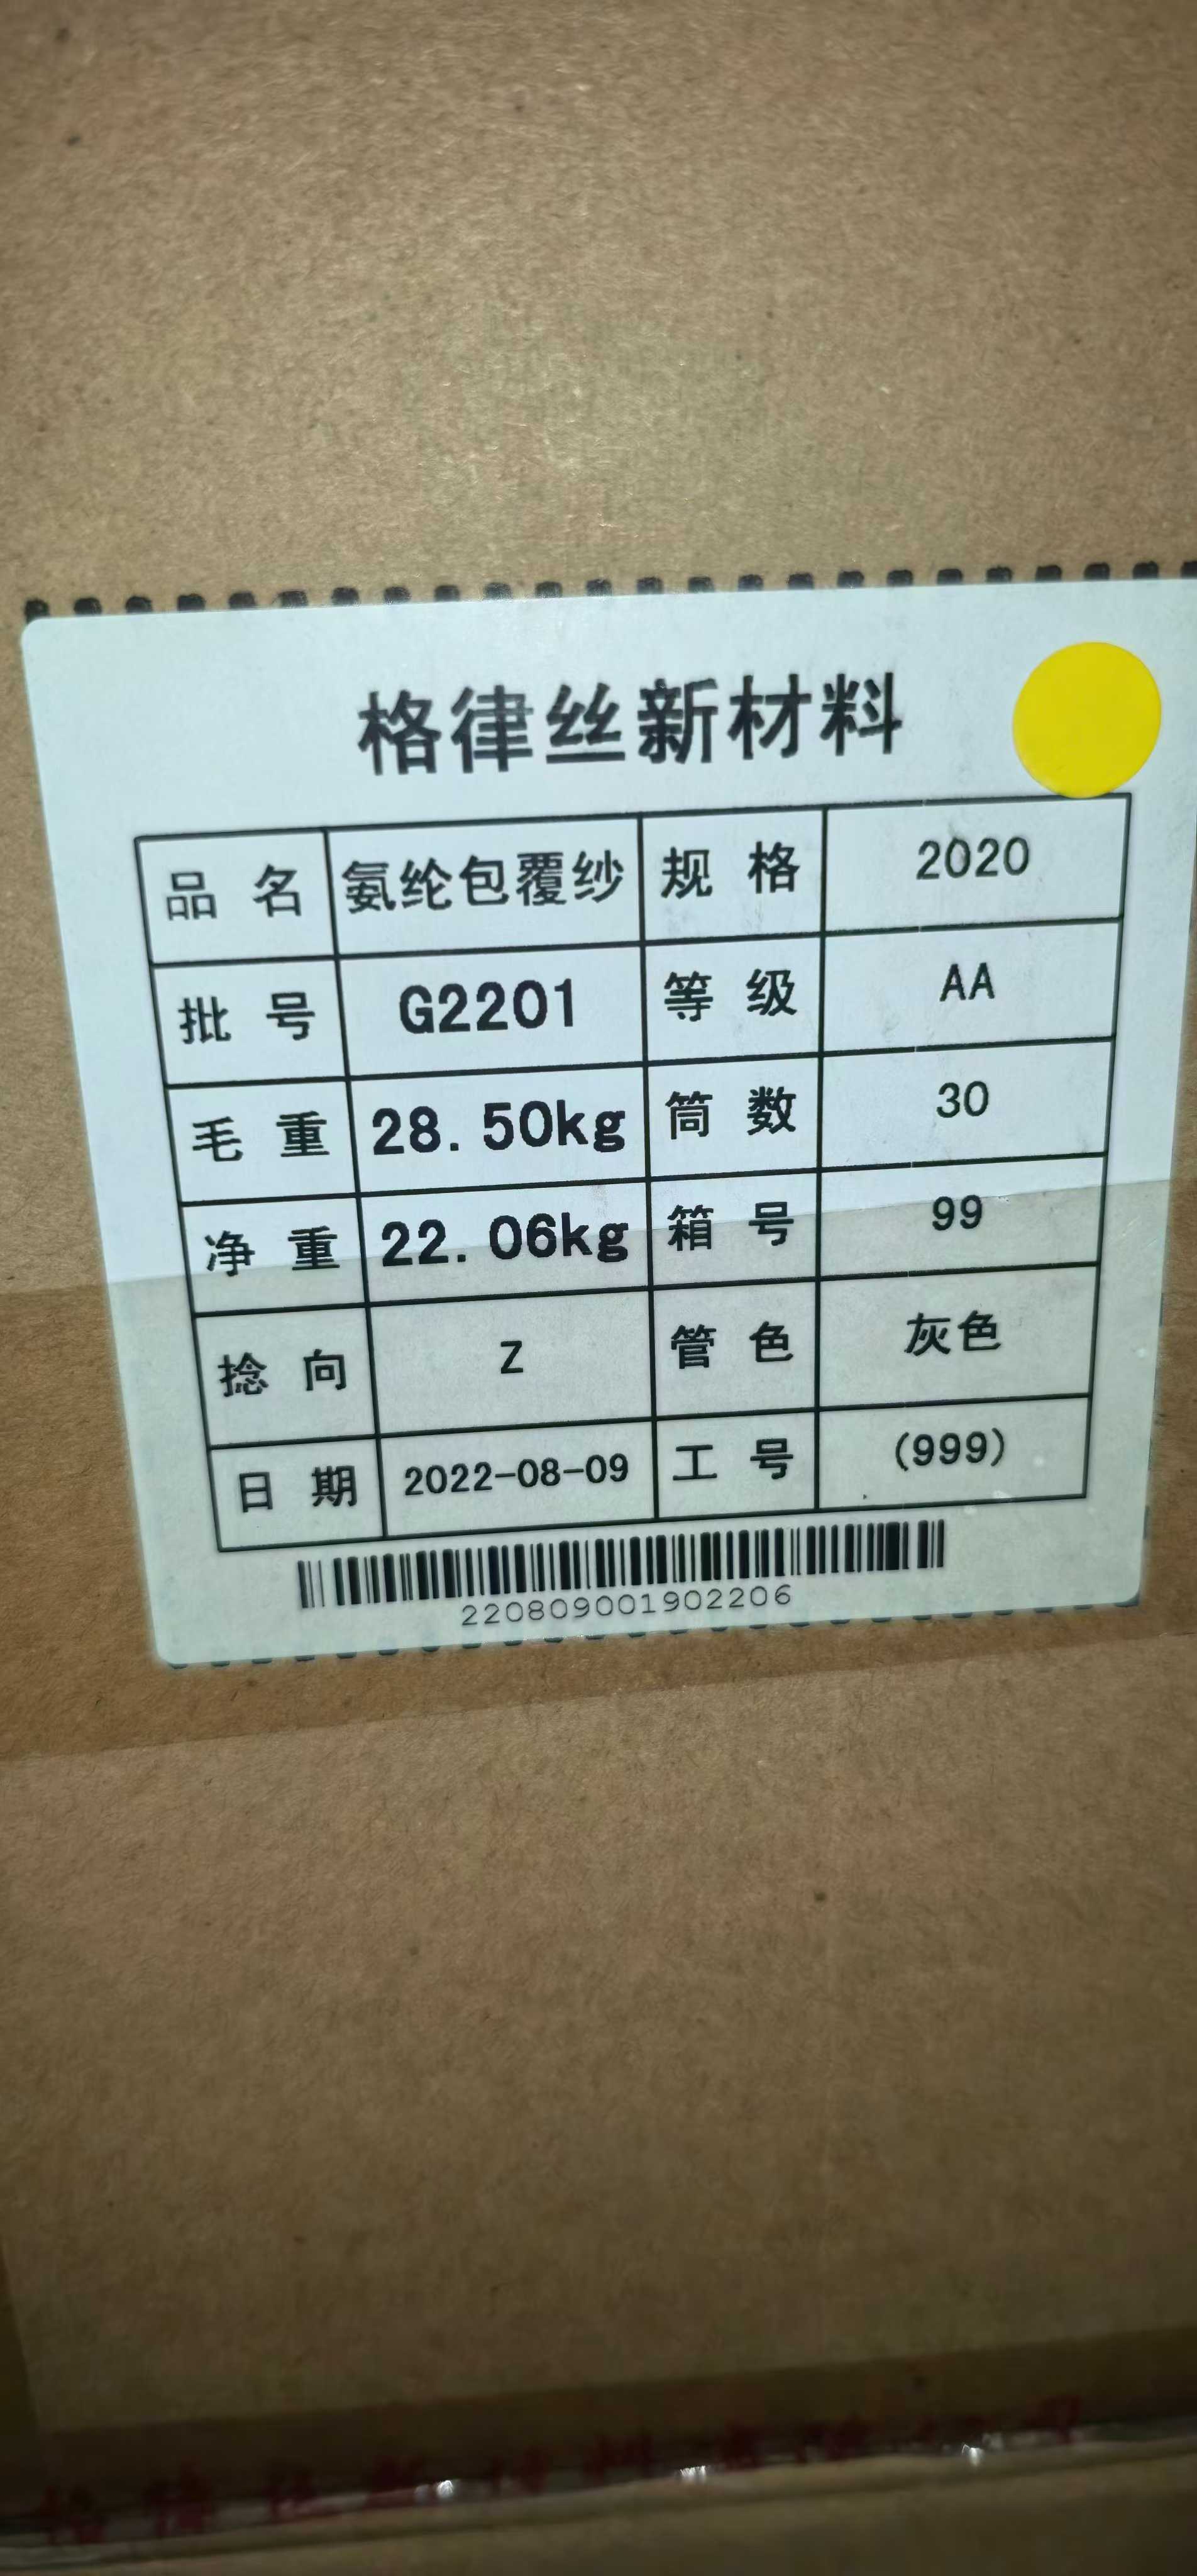 格律丝新材料
品 名 氨纶包覆纱 规 格 2020
批 号 G2201 等 级 AA
毛 重 28.50kg 筒 数 30
净 重 22.06kg 箱 号 99
捻 向 Z 管 色 灰色
日 期 2022-08-09 工 号 (999)
220809001902206